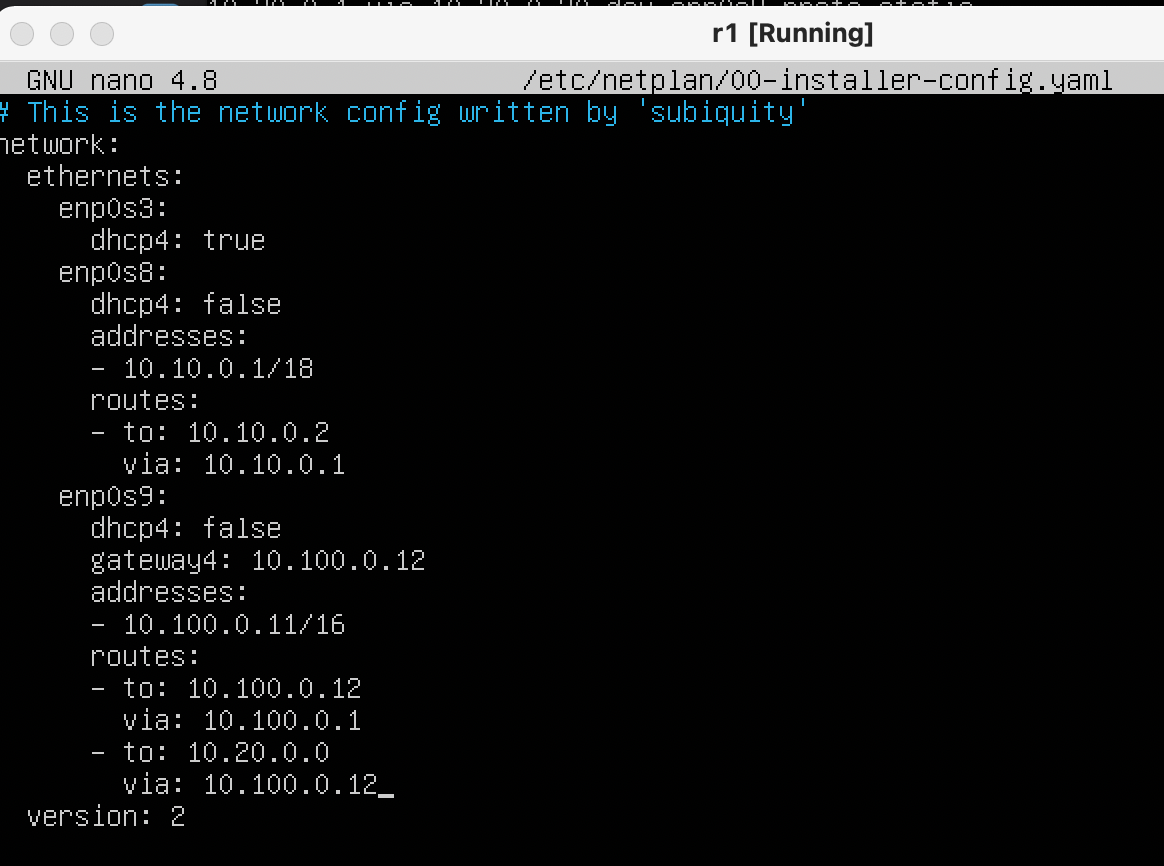 r1 [Running]
GNU nano 4.8 /etc/netplan/00-installer-config.yaml
# This is the network config written by 'subiquity'
network:
  ethernets:
    enp0s3:
      dhcp4: true
    enp0s8:
      dhcp4: false
      addresses:
      - 10.10.0.1/18
      routes:
      - to: 10.10.0.2
        via: 10.10.0.1
    enp0s9:
      dhcp4: false
      gateway4: 10.100.0.12
      addresses:
      - 10.100.0.11/16
      routes:
      - to: 10.100.0.12
        via: 10.100.0.1
      - to: 10.20.0.0
        via: 10.100.0.12_
  version: 2